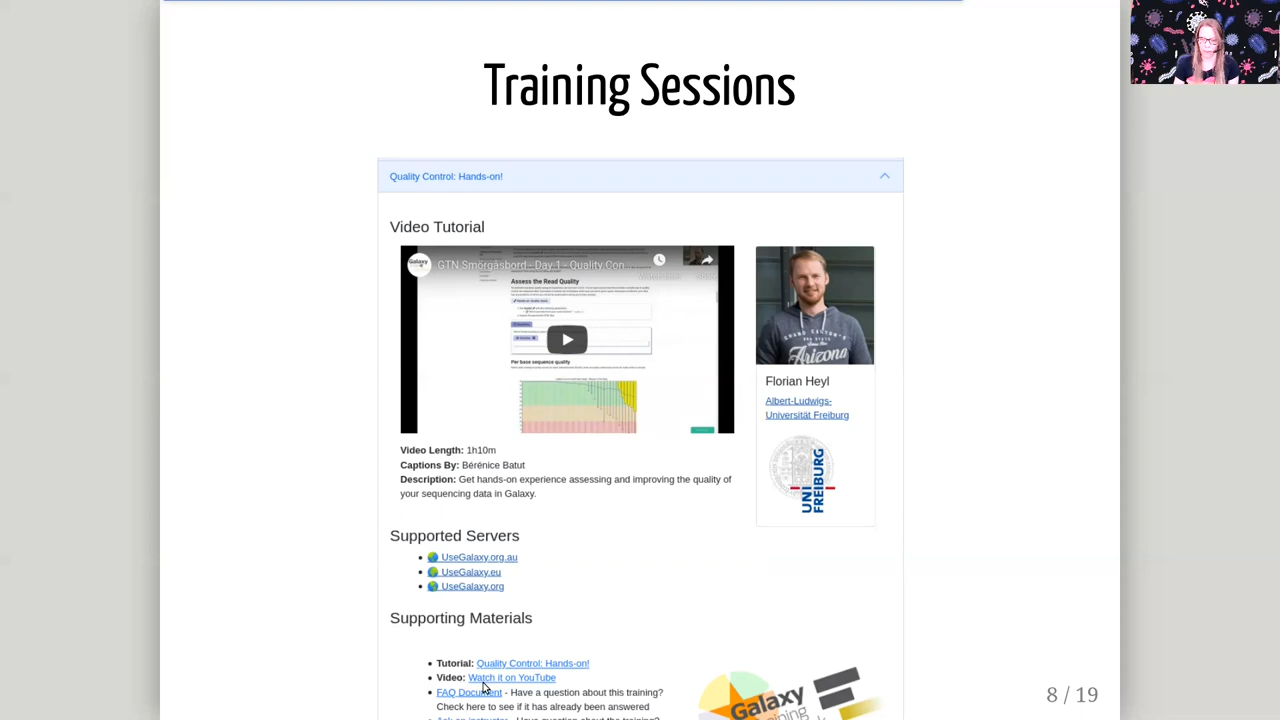 Training Sessions
Quality Control: Hands-on!
Video Tutorial
Galaxy
GTN Smörgåsbord - Day 1 - Quality Con...
Assess the Read Quality
Per base sequence quality
Florian Heyl
Albert-Ludwigs-
Universität Freiburg
UNI
FREIBURG
Video Length: 1h10m
Captions By: Bérénice Batut
Description: Get hands-on experience assessing and improving the quality of
your sequencing data in Galaxy.
Supported Servers
UseGalaxy.org.au
UseGalaxy.eu
UseGalaxy.org
Supporting Materials
Tutorial: Quality Control: Hands-on!
Video: Watch it on YouTube
FAQ Document - Have a question about this training?
Check here to see if it has already been answered
Galaxy
8 / 19